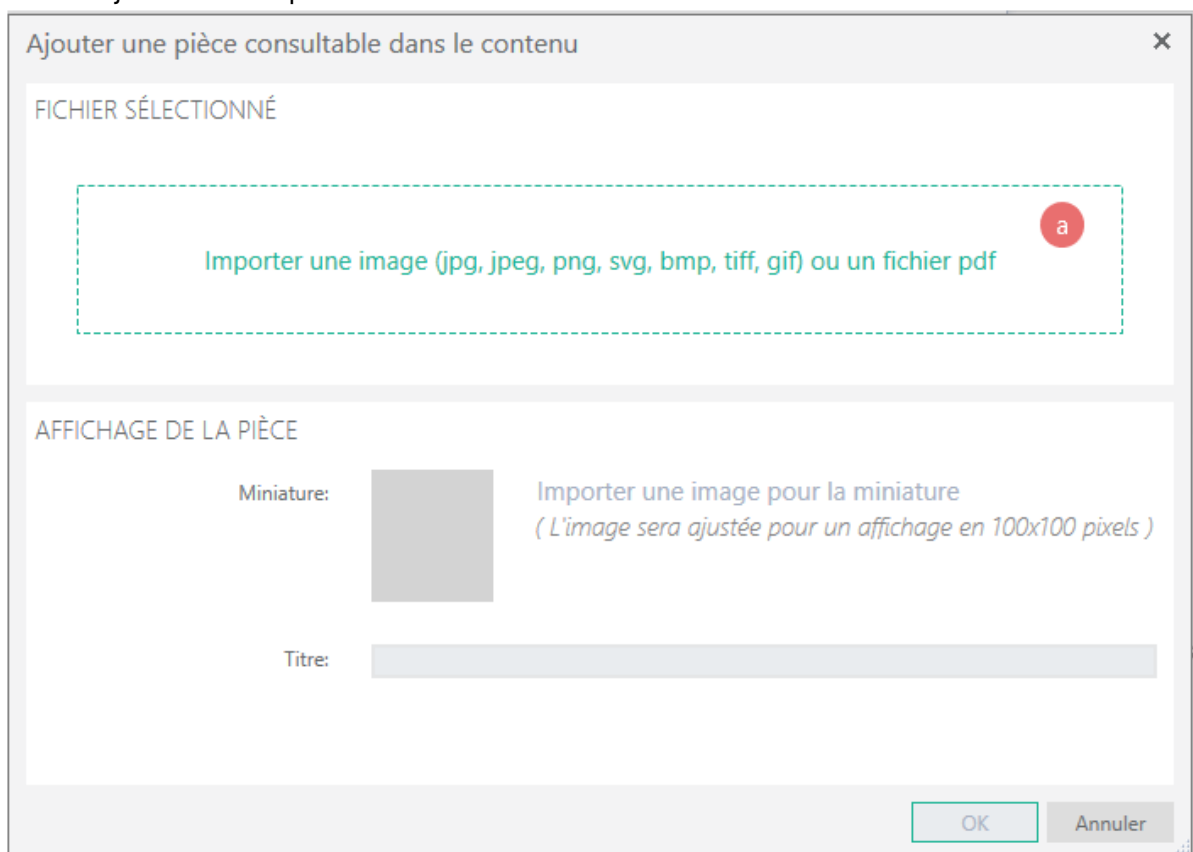 Ajouter une pièce consultable dans le contenu
FICHIER SÉLECTIONNÉ
a
Importer une image (jpg, jpeg, png, svg, bmp, tiff, gif) ou un fichier pdf
AFFICHAGE DE LA PIÈCE
Miniature:
Importer une image pour la miniature
( L'image sera ajustée pour un affichage en 100x100 pixels )
Titre:
OK
Annuler